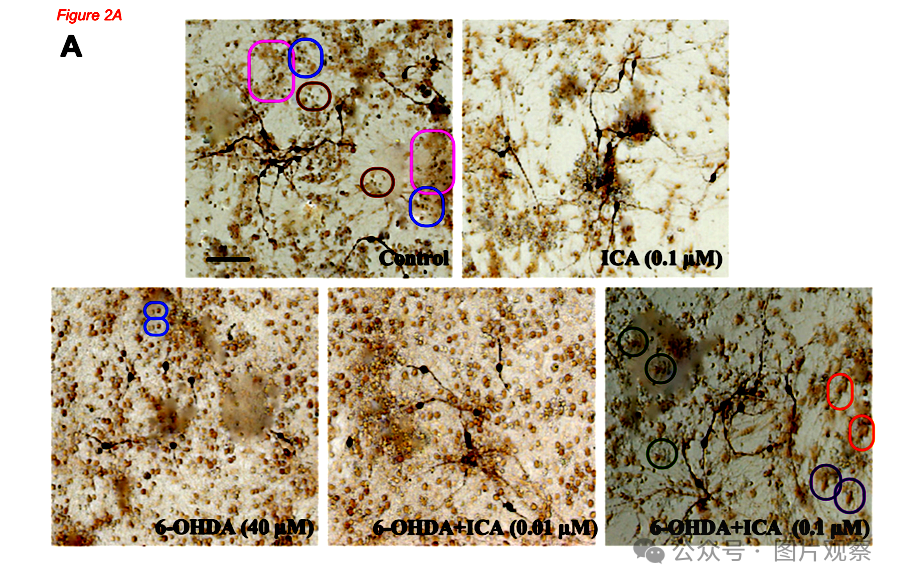 Figure 2A
A
Control
ICA (0.1 μM)
6-OHDA (40 μM)
6-OHDA+ICA (0.01 μM)
6-OHDA+ICA (0.1 μM)
公众号 · 图片观察